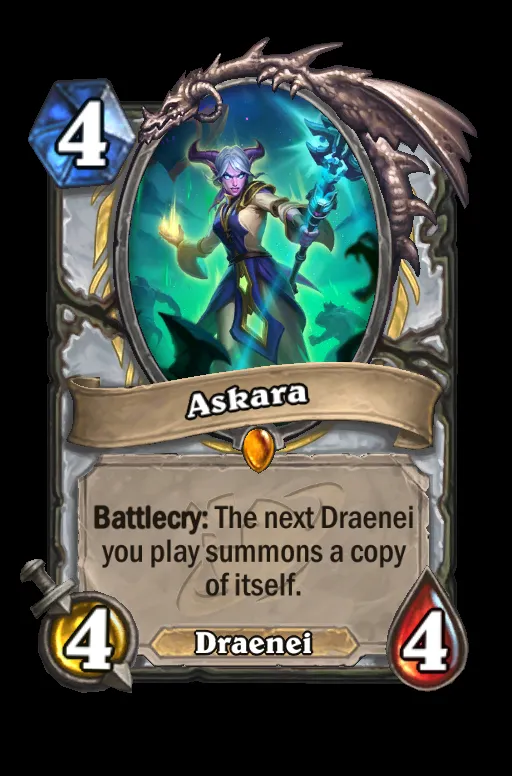 4
Askara
Battlecry: The next Draenei
you play summons a copy
of itself.
4
Draenei
4